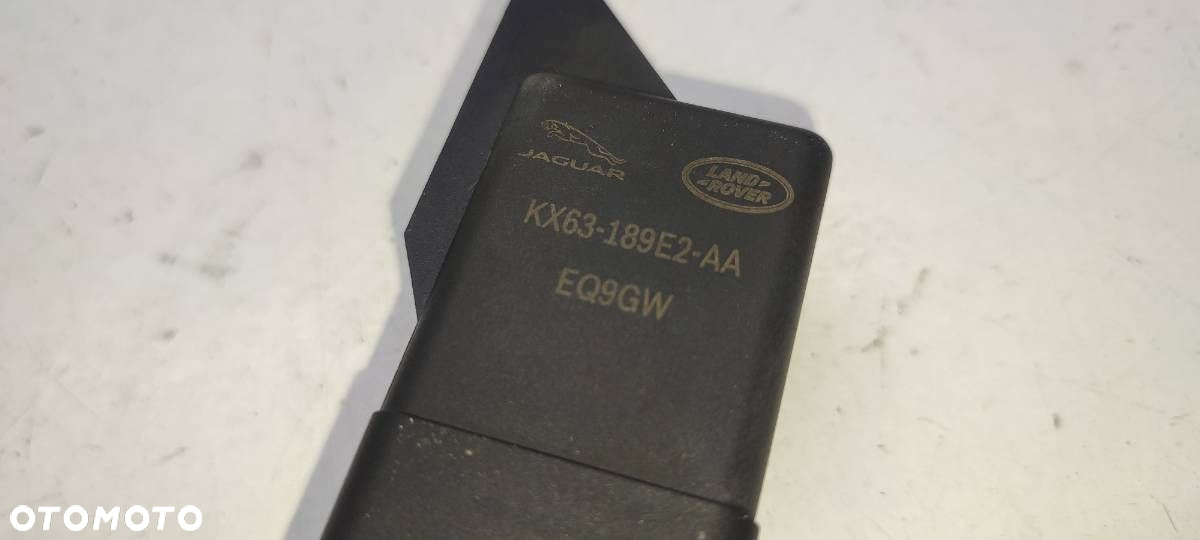 JAGUAR
LAND
ROVER
KX63-189E2-AA
EQ9GW
OTOMOTO